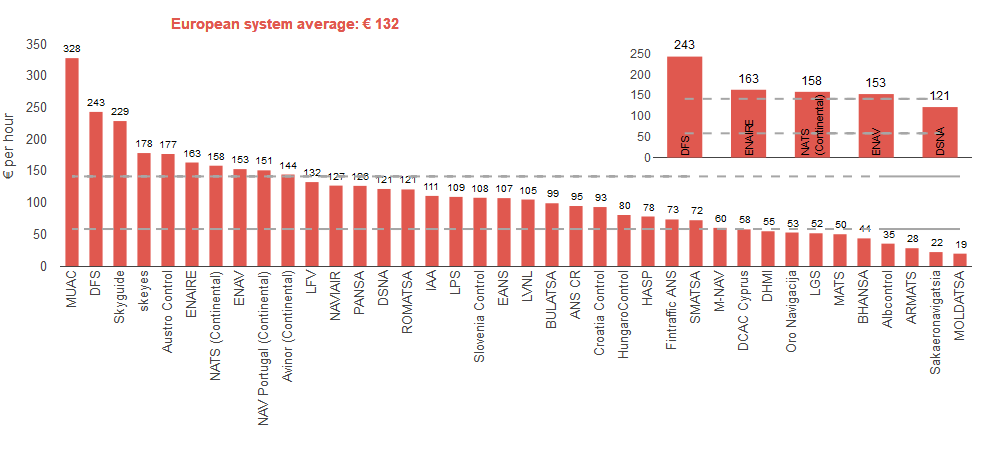 European system average: € 132
€ per hour
350
300
250
200
150
100
50
0
328
243
229
178
177
163
158
153
151
144
132
127
126
121
121
111
109
108
107
105
99
95
93
80
78
73
72
60
58
55
53
52
50
44
35
28
22
19
MUAC
DFS
Skyguide
skeyes
Austro Control
ENAIRE
NATS (Continental)
ENAV
NAV Portugal (Continental)
Avinor (Continental)
LFV
NAVIAIR
PANSA
DSNA
ROMATSA
IAA
LPS
Slovenia Control
EANS
LVNL
BULATSA
ANS CR
Croatia Control
HungaroControl
HASP
Fintraffic ANS
SMATSA
M-NAV
DCAC Cyprus
DHMI
Oro Navigacija
LGS
MATS
BHANSA
Albcontrol
ARMATS
Sakaeronavigatsia
MOLDATSA
250
200
150
100
50
0
243
163
158
153
121
DFS
ENAIRE
NATS
(Continental)
ENAV
DSNA